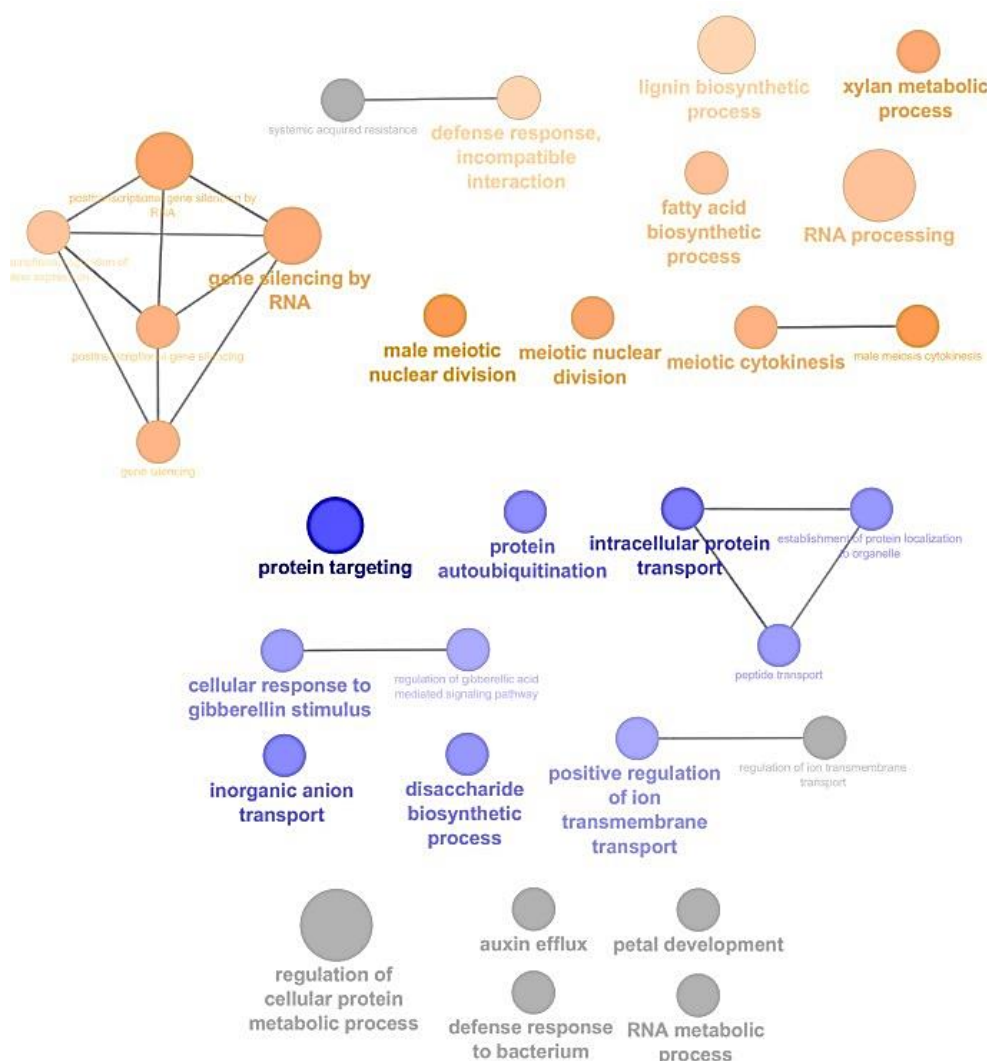 lignin biosynthetic
process
xylan metabolic
process
systemic acquired resistance
defense response,
incompatible
interaction
posttranscriptional gene silencing by
RNA
fatty acid
biosynthetic
process
RNA processing
gene silencing by
RNA
posttranscriptional gene silencing
male meiotic
nuclear division
meiotic nuclear
division
meiotic cytokinesis
male meiosis cytokinesis
gene silencing
protein targeting
protein
autoubiquitination
intracellular protein
transport
establishment of protein localization
to organelle
peptide transport
cellular response to
gibberellin stimulus
regulation of gibberellic acid
mediated signaling pathway
inorganic anion
transport
disaccharide
biosynthetic
process
positive regulation
of ion
transmembrane
transport
regulation of ion transmembrane
transport
regulation of
cellular protein
metabolic process
auxin efflux
petal development
defense response
to bacterium
RNA metabolic
process